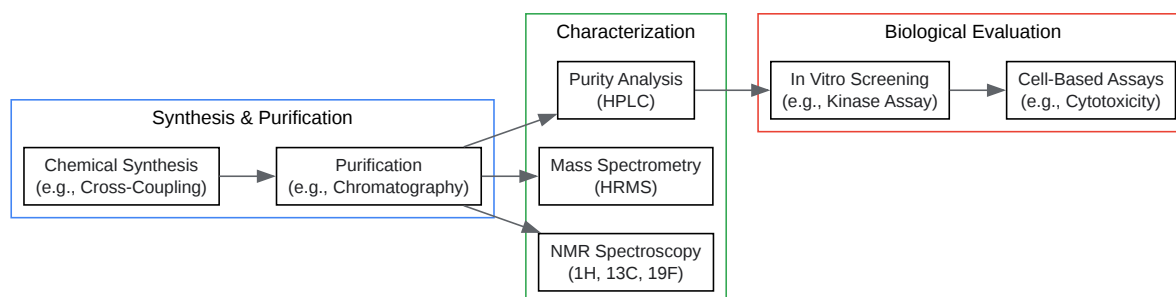 Synthesis & Purification
Chemical Synthesis
(e.g., Cross-Coupling)
Purification
(e.g., Chromatography)
Characterization
Purity Analysis
(HPLC)
Mass Spectrometry
(HRMS)
NMR Spectroscopy
(1H, 13C, 19F)
Biological Evaluation
In Vitro Screening
(e.g., Kinase Assay)
Cell-Based Assays
(e.g., Cytotoxicity)